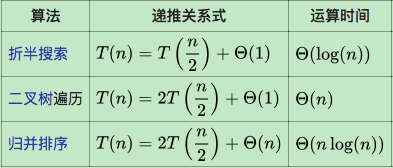 算法 递推关系式 运算时间
折半搜索 T(n) = T(n/2) + Θ(1) Θ(log(n))
二叉树遍历 T(n) = 2T(n/2) + Θ(1) Θ(n)
归并排序 T(n) = 2T(n/2) + Θ(n) Θ(n log(n))